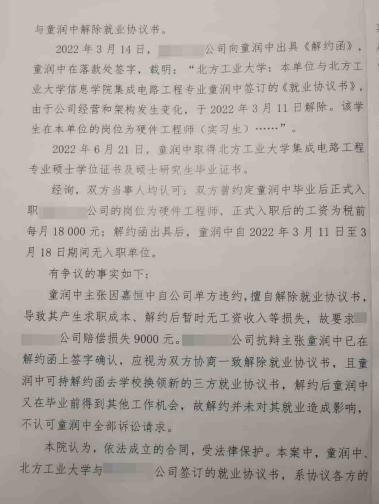 与童润中解除就业协议书。
2022 年 3 月 14 日， 公司向童润中出具《解约函》，
童润中在落款处签字，载明：“北方工业大学：本单位与北方工
业大学信息学院集成电路工程专业童润中签订的《就业协议书》，
由于公司经营和架构发生变化，于 2022 年 3 月 11 日解除。该学
生在本单位的岗位为硬件工程师（实习生）……”。
2022 年 6 月 21 日，童润中取得北方工业大学集成电路工程
专业硕士学位证书及硕士研究生毕业证书。
经询，双方当事人均认可：双方曾约定童润中毕业后正式入
职 公司的岗位为硬件工程师，正式入职后的工资为税前
每月 18 000 元；解约函出具后，童润中自 2022 年 3 月 11 日至 3
月 18 日期间无入职单位。
有争议的事实如下：
童润中主张因嘉恒中自公司单方违约，擅自解除就业协议书，
导致其产生求职成本、解约后暂时无工资收入等损失，故要求
公司赔偿损失 9000 元。 公司抗辩主张童润中已在
解约函上签字确认，应视为双方协商一致解除就业协议书，且童
润中可持解约函去学校换领新的三方就业协议书，解约后童润中
又在毕业前得到其他工作机会，故解约并未对其就业造成影响，
不认可童润中全部诉讼请求。
本院认为，依法成立的合同，受法律保护。本案中，童润中、
北方工业大学与 公司签订的就业协议书，系协议各方的